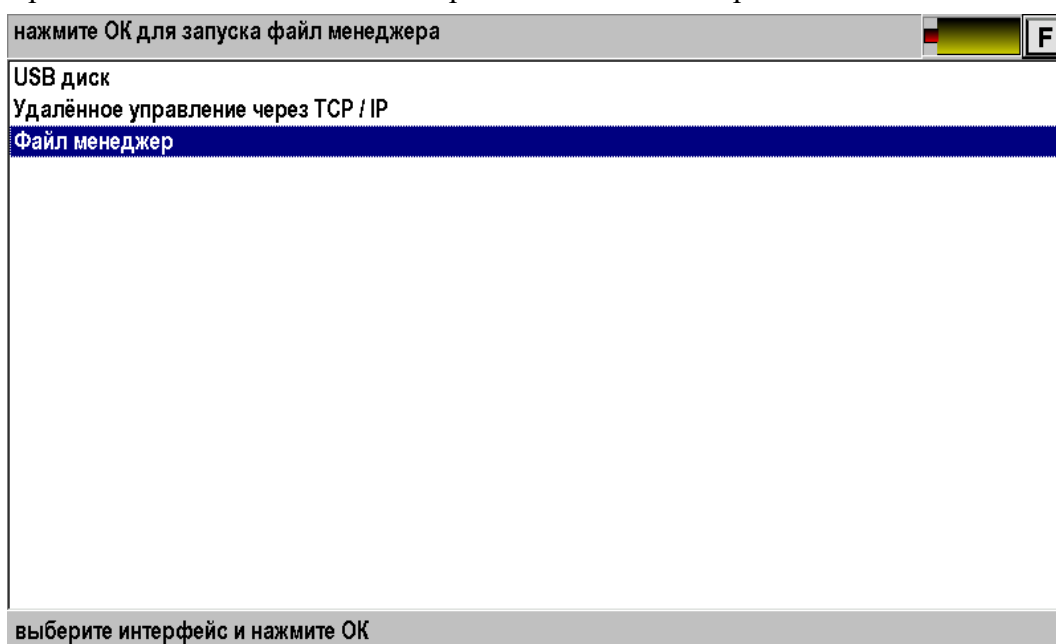 нажмите ОК для запуска файл менеджера
F
USB диск
Удалённое управление через TCP / IP
Файл менеджер
выберите интерфейс и нажмите ОК